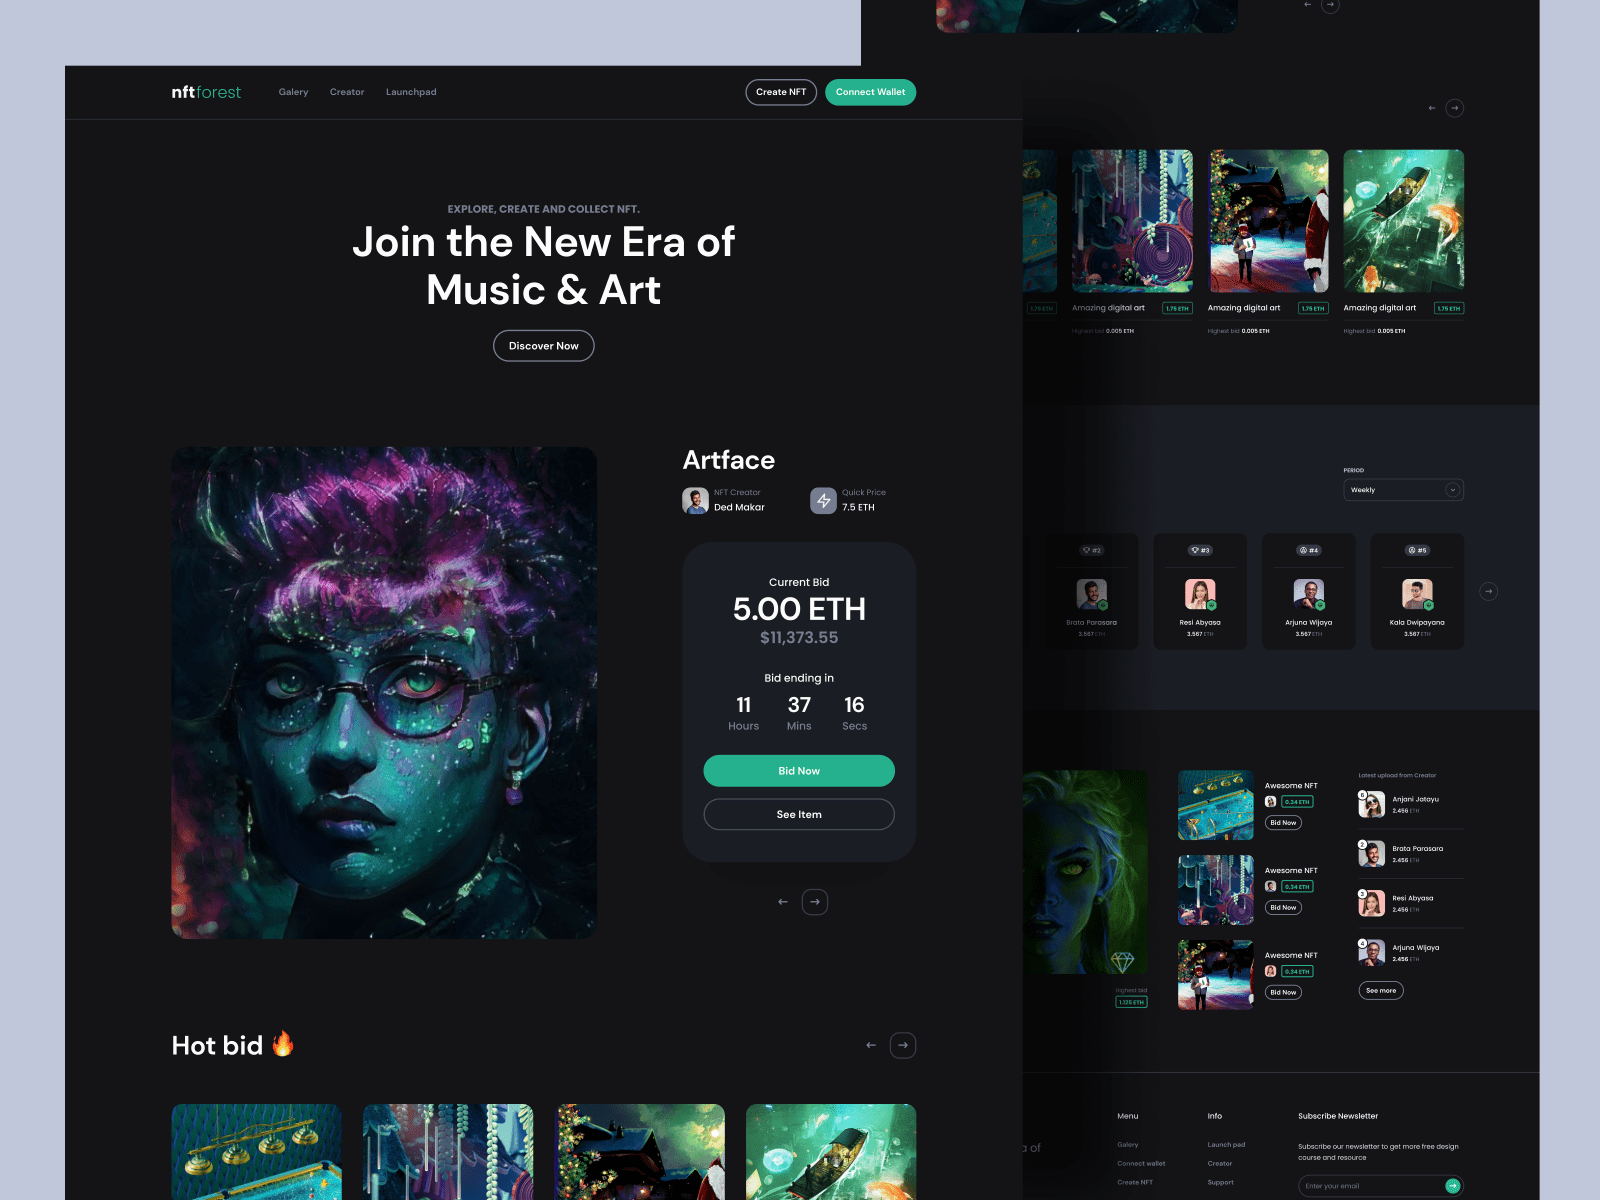 nftforest
Galery
Creator
Launchpad
Create NFT
Connect Wallet
EXPLORE, CREATE AND COLLECT NFT.
Join the New Era of
Music & Art
Discover Now
Artface
NFT Creator
Ded Makar
Quick Price
7.5 ETH
Current Bid
5.00 ETH
$11,373.55
Bid ending in
11 37 16
Hours Mins Secs
Bid Now
See Item
Hot bid
1.75 ETH
Amazing digital art 1.75 ETH
Highest bid 0.005 ETH
Amazing digital art 1.75 ETH
Highest bid 0.005 ETH
Amazing digital art 1.75 ETH
Highest bid 0.005 ETH
PERIOD
Weekly
#2
Brata Parasara
3.567 ETH
#3
Resi Abyasa
3.567 ETH
#4
Arjuna Wijaya
3.567 ETH
#5
Kala Dwipayana
3.567 ETH
Highest bid
1.125 ETH
Awesome NFT
0.34 ETH
Bid Now
Awesome NFT
0.34 ETH
Bid Now
Awesome NFT
0.34 ETH
Bid Now
Latest upload from Creator
Anjani Jatayu
2.456 ETH
2
Brata Parasara
2.456 ETH
3
Resi Abyasa
2.456 ETH
4
Arjuna Wijaya
2.456 ETH
See more
a of
Menu
Galery
Connect wallet
Create NFT
Info
Launch pad
Creator
Support
Subscribe Newsletter
Subscribe our newsletter to get more free design
course and resource
Enter your email